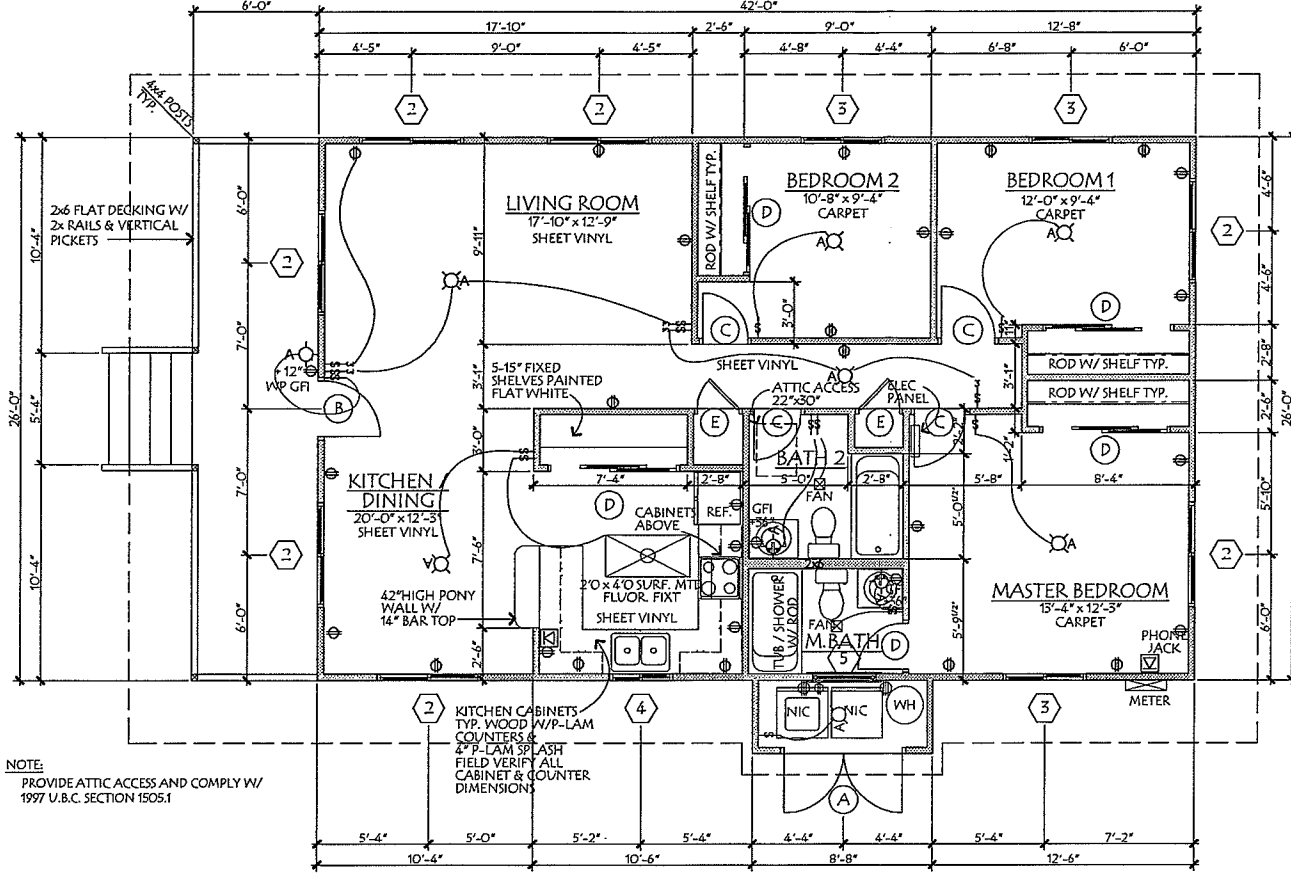 6'-0"
42'-0"
17'-10"
2'-6"
9'-0"
12'-8"
4'-5"
9'-0"
4'-5"
4'-8"
4'-4"
6'-8"
6'-0"
4x4 POSTS
TYP.
2
2
3
3
2x6 FLAT DECKING W/
2x RAILS & VERTICAL
PICKETS
LIVING ROOM
17'-10" x 12'-9"
SHEET VINYL
ROD W/ SHELF TYP.
D
BEDROOM 2
10'-8" x 9'-4"
CARPET
A
BEDROOM 1
12'-0" x 9'-4"
CARPET
A
4'-6"
2
4'-6"
26'-0"
10'-4"
5'-4"
10'-4"
6'-0"
2
7'-0"
7'-0"
2
6'-0"
9'-11"
A
3'-0"
C
C
D
11"
2'-8"
ROD W/ SHELF TYP.
ROD W/ SHELF TYP.
2'-6"
26'-0"
A
+12"
WP GFI
B
5-15" FIXED
SHELVES PAINTED
FLAT WHITE
3'-1"
SHEET VINYL
A
3'-1"
ATTIC ACCESS
22"x30"
ELEC
PANEL
E
C
E
C
D
3'-0"
BATH 2
1'-2"
KITCHEN
DINING
20'-0" x 12'-3"
SHEET VINYL
7'-4"
2'-8"
5'-0"
2'-8"
5'-8"
8'-4"
D
CABINETS
ABOVE
REF.
GFI
+36"
FAN
5'-0 1/2"
5'-10"
7'-6"
A
2'0 x 4'0 SURF. MTD
FLUOR. FIXT
SHEET VINYL
42" HIGH PONY
WALL W/
14" BAR TOP
2x6
A
2
MASTER BEDROOM
13'-4" x 12'-3"
CARPET
TUB / SHOWER
W/ ROD
FAN
M.BATH
D
5
5'-9 1/2"
6'-0"
2'-6"
PHONE
JACK
METER
2
KITCHEN CABINETS
TYP. WOOD W/P-LAM
COUNTERS &
4" P-LAM SPLASH
FIELD VERIFY ALL
CABINET & COUNTER
DIMENSIONS
4
NIC
NIC
WH
A
3
A
NOTE:
PROVIDE ATTIC ACCESS AND COMPLY W/
1997 U.B.C. SECTION 1505.1
5'-4"
5'-0"
5'-2"
5'-4"
4'-4"
4'-4"
5'-4"
7'-2"
10'-4"
10'-6"
8'-8"
12'-6"